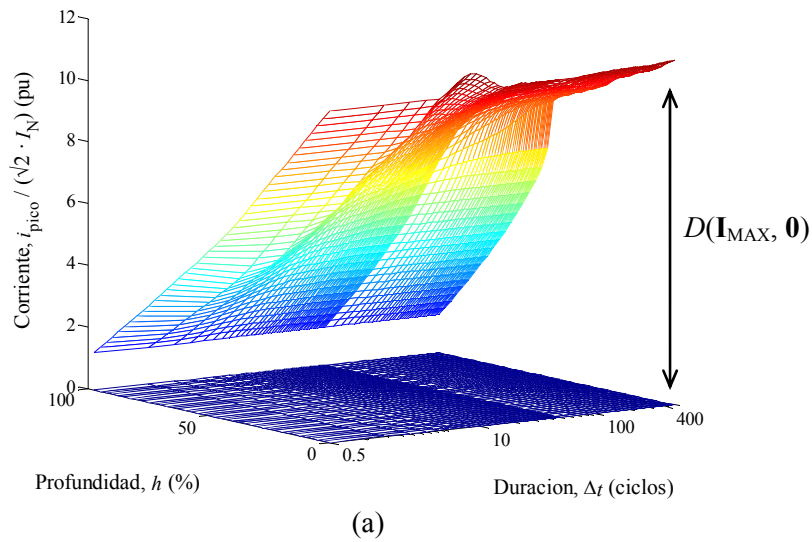 12
10
8
6
4
2
0
Corriente, i_pico / (√2 · I_N) (pu)
D(I_MAX, 0)
100
50
0
0.5
10
100
400
Profundidad, h (%)
Duracion, Δt (ciclos)
(a)